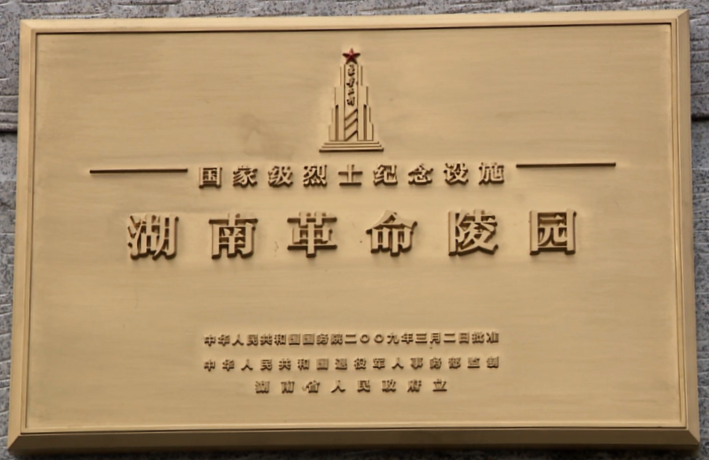 国家级烈士纪念设施
湖南革命陵园
中华人民共和国国务院二〇〇九年三月二日批准
中华人民共和国退役军人事务部监制
湖南省人民政府立